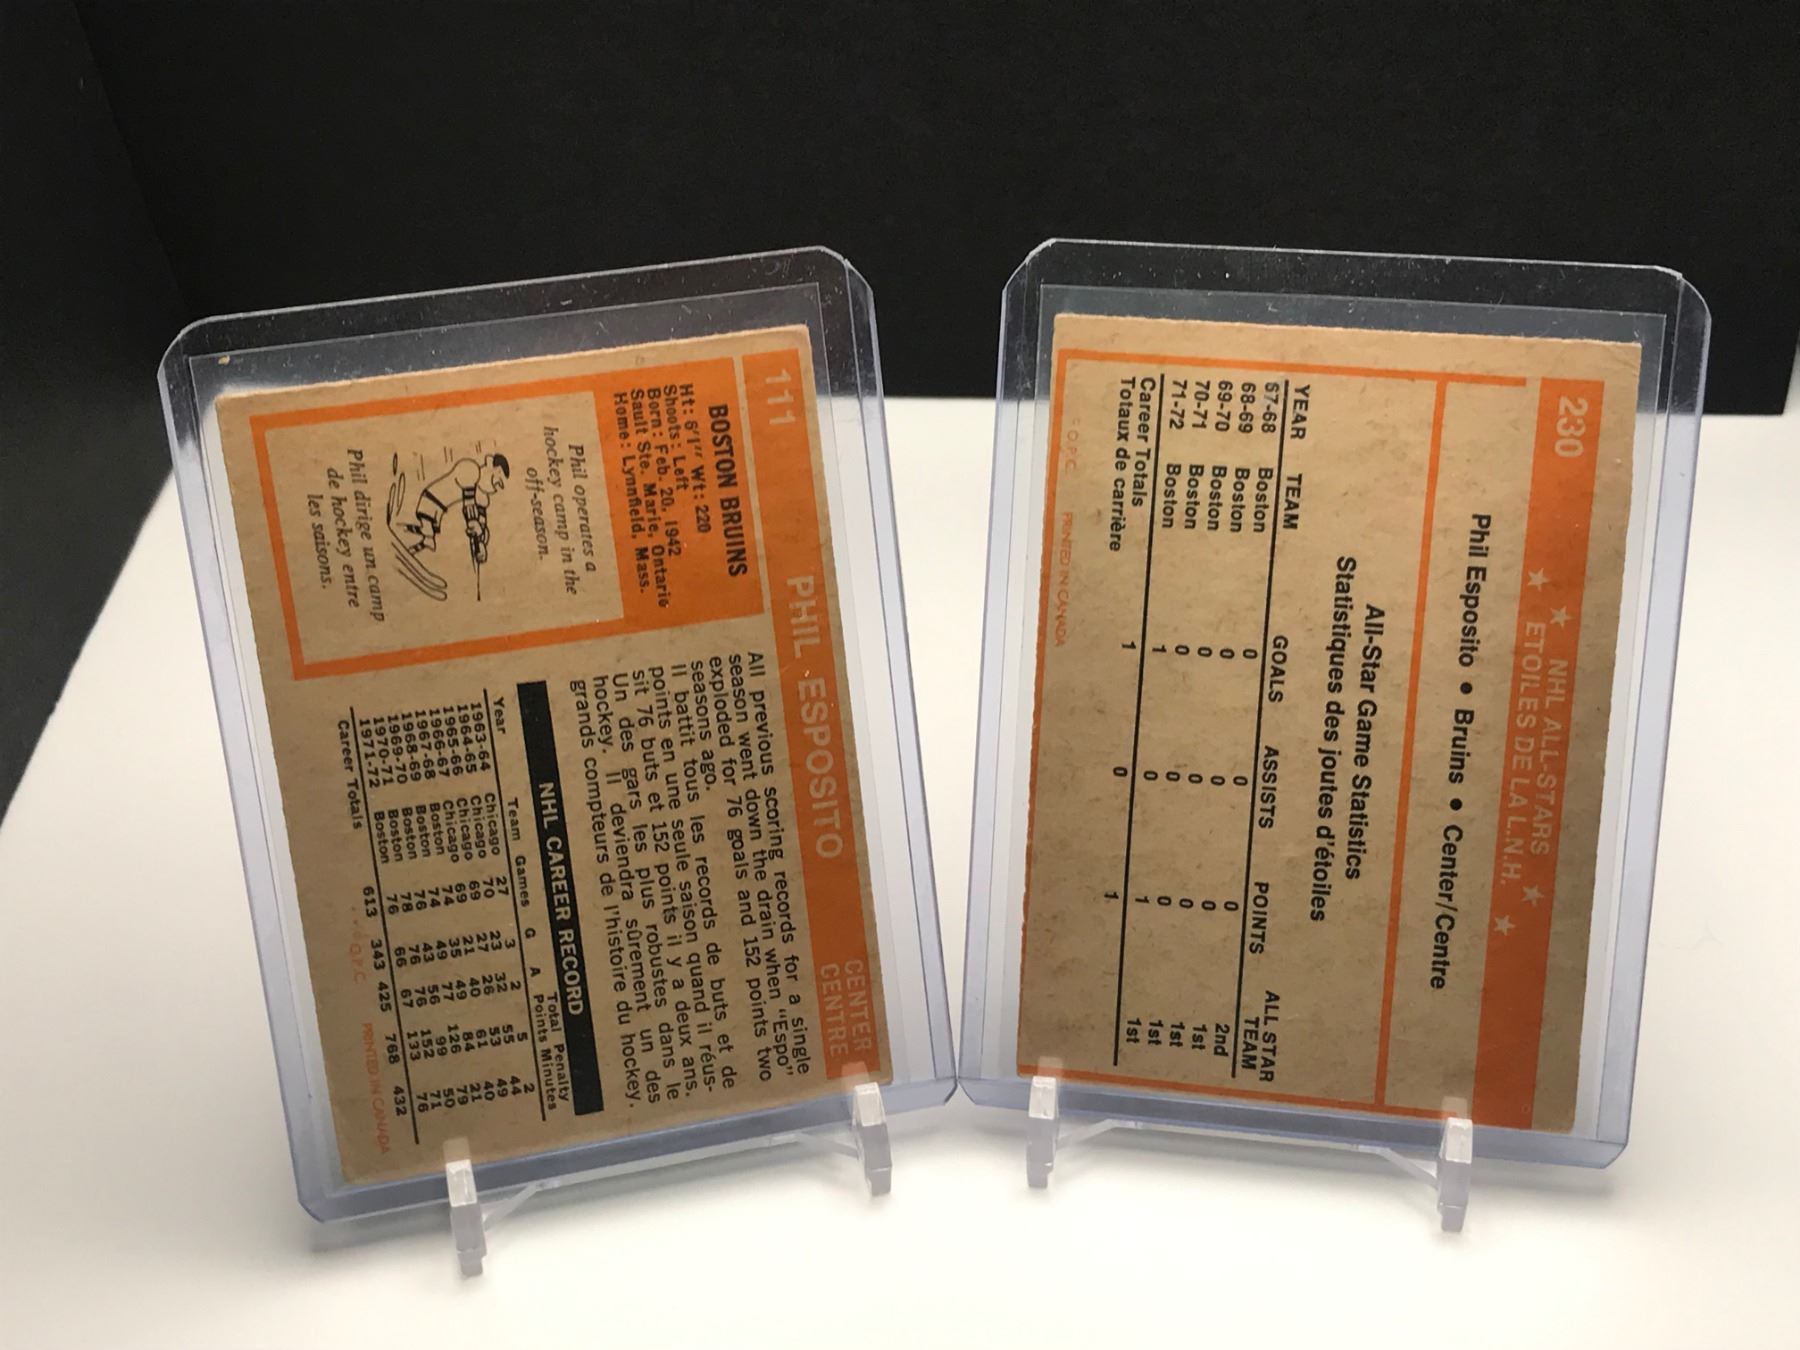 111 PHIL ESPOSITO CENTER
CENTRE
BOSTON BRUINS
Ht: 6'1" Wt: 220
Shoots: Left
Born: Feb. 20, 1942
Sault Ste. Marie, Ontario
Home: Lynnfield, Mass.
Phil operates a
hockey camp in the
off-season.
Phil dirige un camp
de hockey entre
les saisons.
All previous scoring records for a single
season went down the drain when "Espo"
exploded for 76 goals and 152 points two
seasons ago.
Il battit tous les records de buts et de
points en une seule saison quand il réus-
sit 76 buts et 152 points il y a deux ans.
Un des gars les plus robustes dans le
hockey. Il deviendra sûrement un des
grands compteurs de l'histoire du hockey.
NHL CAREER RECORD
Total Penalty
Year Team Games G A Points Minutes
1963-64 Chicago 27 3 2 5 2
1964-65 Chicago 70 23 32 55 44
1965-66 Chicago 69 27 26 53 49
1966-67 Chicago 69 21 40 61 40
1967-68 Boston 74 35 49 84 21
1968-69 Boston 74 49 77 126 79
1969-70 Boston 76 43 56 99 50
1970-71 Boston 78 76 76 152 71
1971-72 Boston 76 66 67 133 76
Career Totals 613 343 425 768 432
O.P.C. PRINTED IN CANADA
230 NHL ALL-STARS
ETOILES DE LA L.N.H.
Phil Esposito • Bruins • Center/Centre
All-Star Game Statistics
Statistiques des joutes d'étoiles
ALL STAR
YEAR TEAM GOALS ASSISTS POINTS TEAM
67-68 Boston 0 0 0 2nd
68-69 Boston 0 0 0 1st
69-70 Boston 0 0 0 1st
70-71 Boston 0 0 0 1st
71-72 Boston 1 0 1 1st
Career Totals
Totaux de carrière 1 0 1
O.P.C. PRINTED IN CANADA